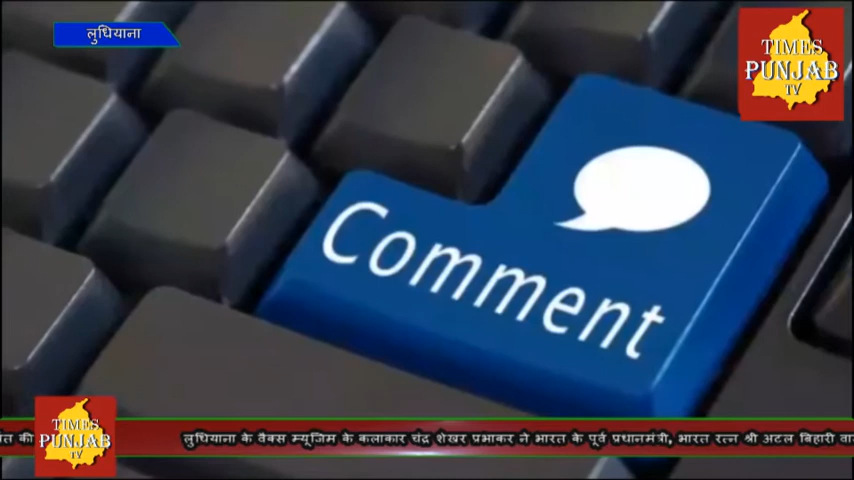 लुधियाना
TIMES
PUNJAB
TV
Comment
TIMES
PUNJAB
TV
की
लुधियाना के वैक्स म्यूजिम के कलाकार चंद्र शेखर प्रभाकर ने भारत के पूर्व प्रधानमंत्री, भारत रत्न श्री अटल बिहारी